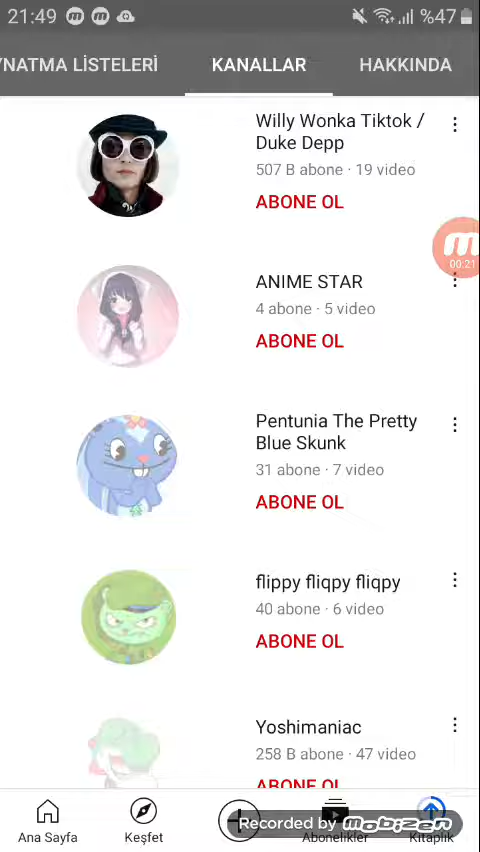 21:49 %47
YNATMA LİSTELERİ KANALLAR HAKKINDA
Willy Wonka Tiktok /
Duke Depp
507 B abone · 19 video
ABONE OL
00:21
ANIME STAR
4 abone · 5 video
ABONE OL
Pentunia The Pretty
Blue Skunk
31 abone · 7 video
ABONE OL
flippy fliqpy fliqpy
40 abone · 6 video
ABONE OL
Yoshimaniac
258 B abone · 47 video
ABONE OL
Recorded by mobizen
Ana Sayfa Keşfet Abonelikler Kitaplık